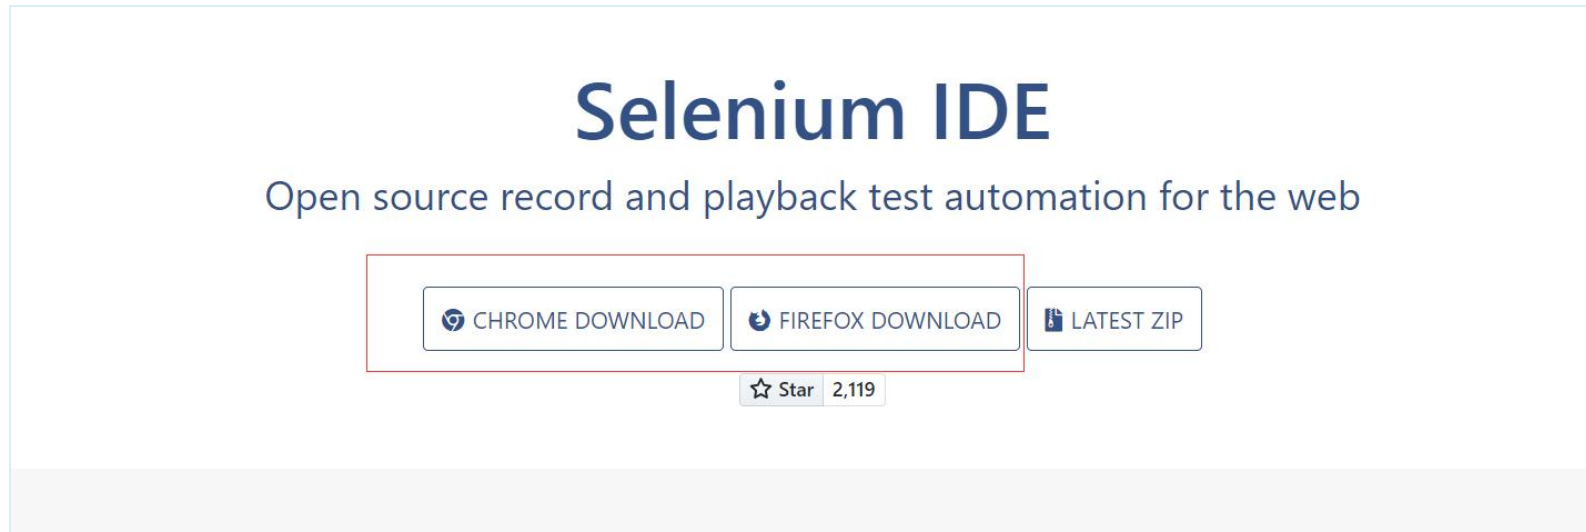 Selenium IDE
Open source record and playback test automation for the web
CHROME DOWNLOAD FIREFOX DOWNLOAD LATEST ZIP
Star 2,119